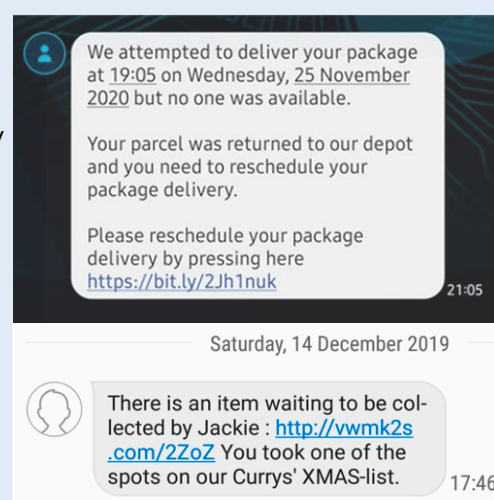 We attempted to deliver your package
at 19:05 on Wednesday, 25 November
2020 but no one was available.
Your parcel was returned to our depot
and you need to reschedule your
package delivery.
Please reschedule your package
delivery by pressing here
https://bit.ly/2Jh1nuk
21:05
Saturday, 14 December 2019
There is an item waiting to be col-
lected by Jackie : http://vwmk2s
.com/2ZoZ You took one of the
spots on our Currys' XMAS-list.
17:46